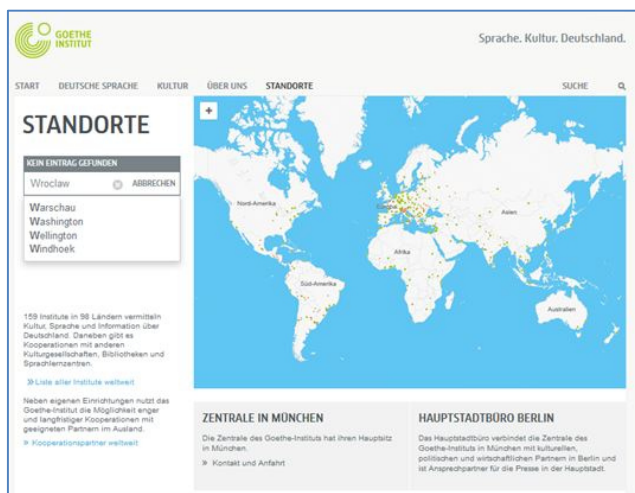 GOETHE
INSTITUT
Sprache. Kultur. Deutschland.
START DEUTSCHE SPRACHE KULTUR ÜBER UNS STANDORTE SUCHE
STANDORTE
KEIN EINTRAG GEFUNDEN
Wroclaw ABBRECHEN
Warschau
Washington
Wellington
Windhoek
+
Nord-Amerika
Europa
Asien
Afrika
Süd-Amerika
Australien
159 Institute in 98 Ländern vermitteln
Kultur, Sprache und Information über
Deutschland. Daneben gibt es
Kooperationen mit anderen
Kulturgesellschaften, Bibliotheken und
Sprachlernzentren.
» Liste aller Institute weltweit
Neben eigenen Einrichtungen nutzt das
Goethe-Institut die Möglichkeit enger
und langfristiger Kooperationen mit
geeigneten Partnern im Ausland.
» Kooperationspartner weltweit
ZENTRALE IN MÜNCHEN
Die Zentrale des Goethe-Instituts hat ihren Hauptsitz
in München.
» Kontakt und Anfahrt
HAUPTSTADTBÜRO BERLIN
Das Hauptstadtbüro verbindet die Zentrale des
Goethe-Instituts in München mit kulturellen,
politischen und wirtschaftlichen Partnern in Berlin und
ist Ansprechpartner für die Presse in der Hauptstadt.